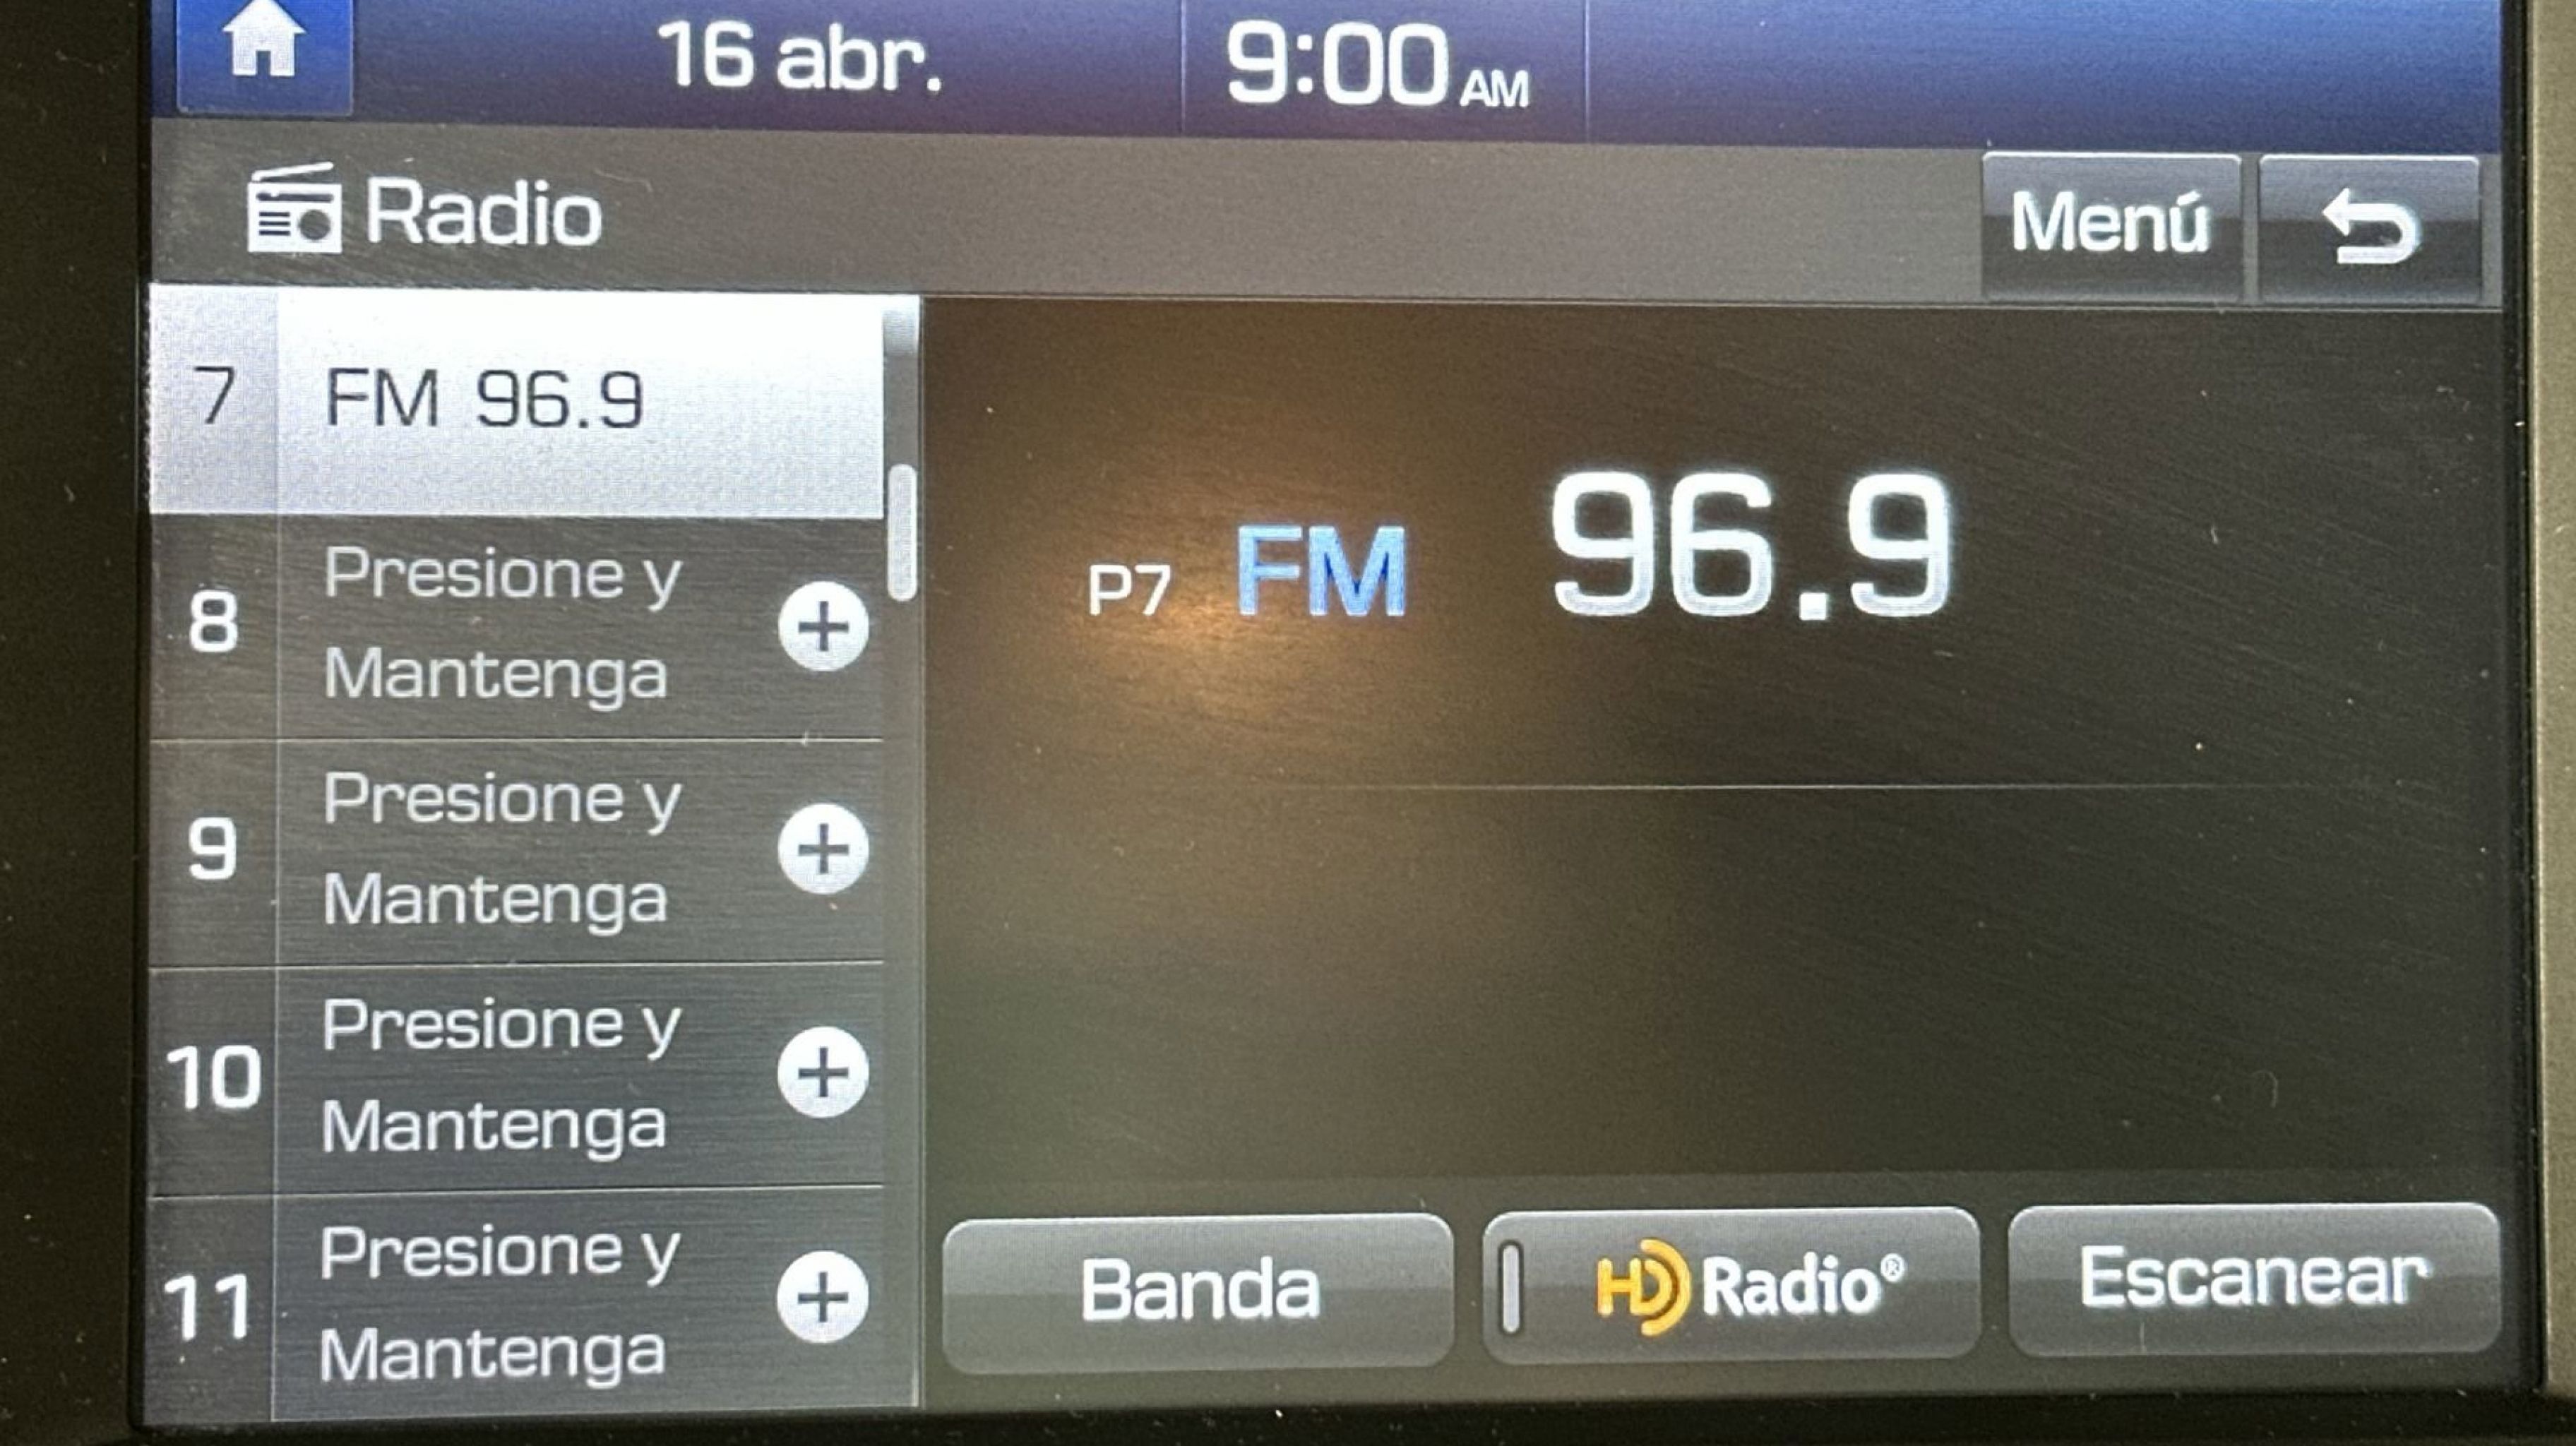 16 abr.
9:00 AM
Radio
Menú
7 FM 96.9
8 Presione y
Mantenga
9 Presione y
Mantenga
10 Presione y
Mantenga
11 Presione y
Mantenga
P7 FM 96.9
Banda
HD Radio®
Escanear